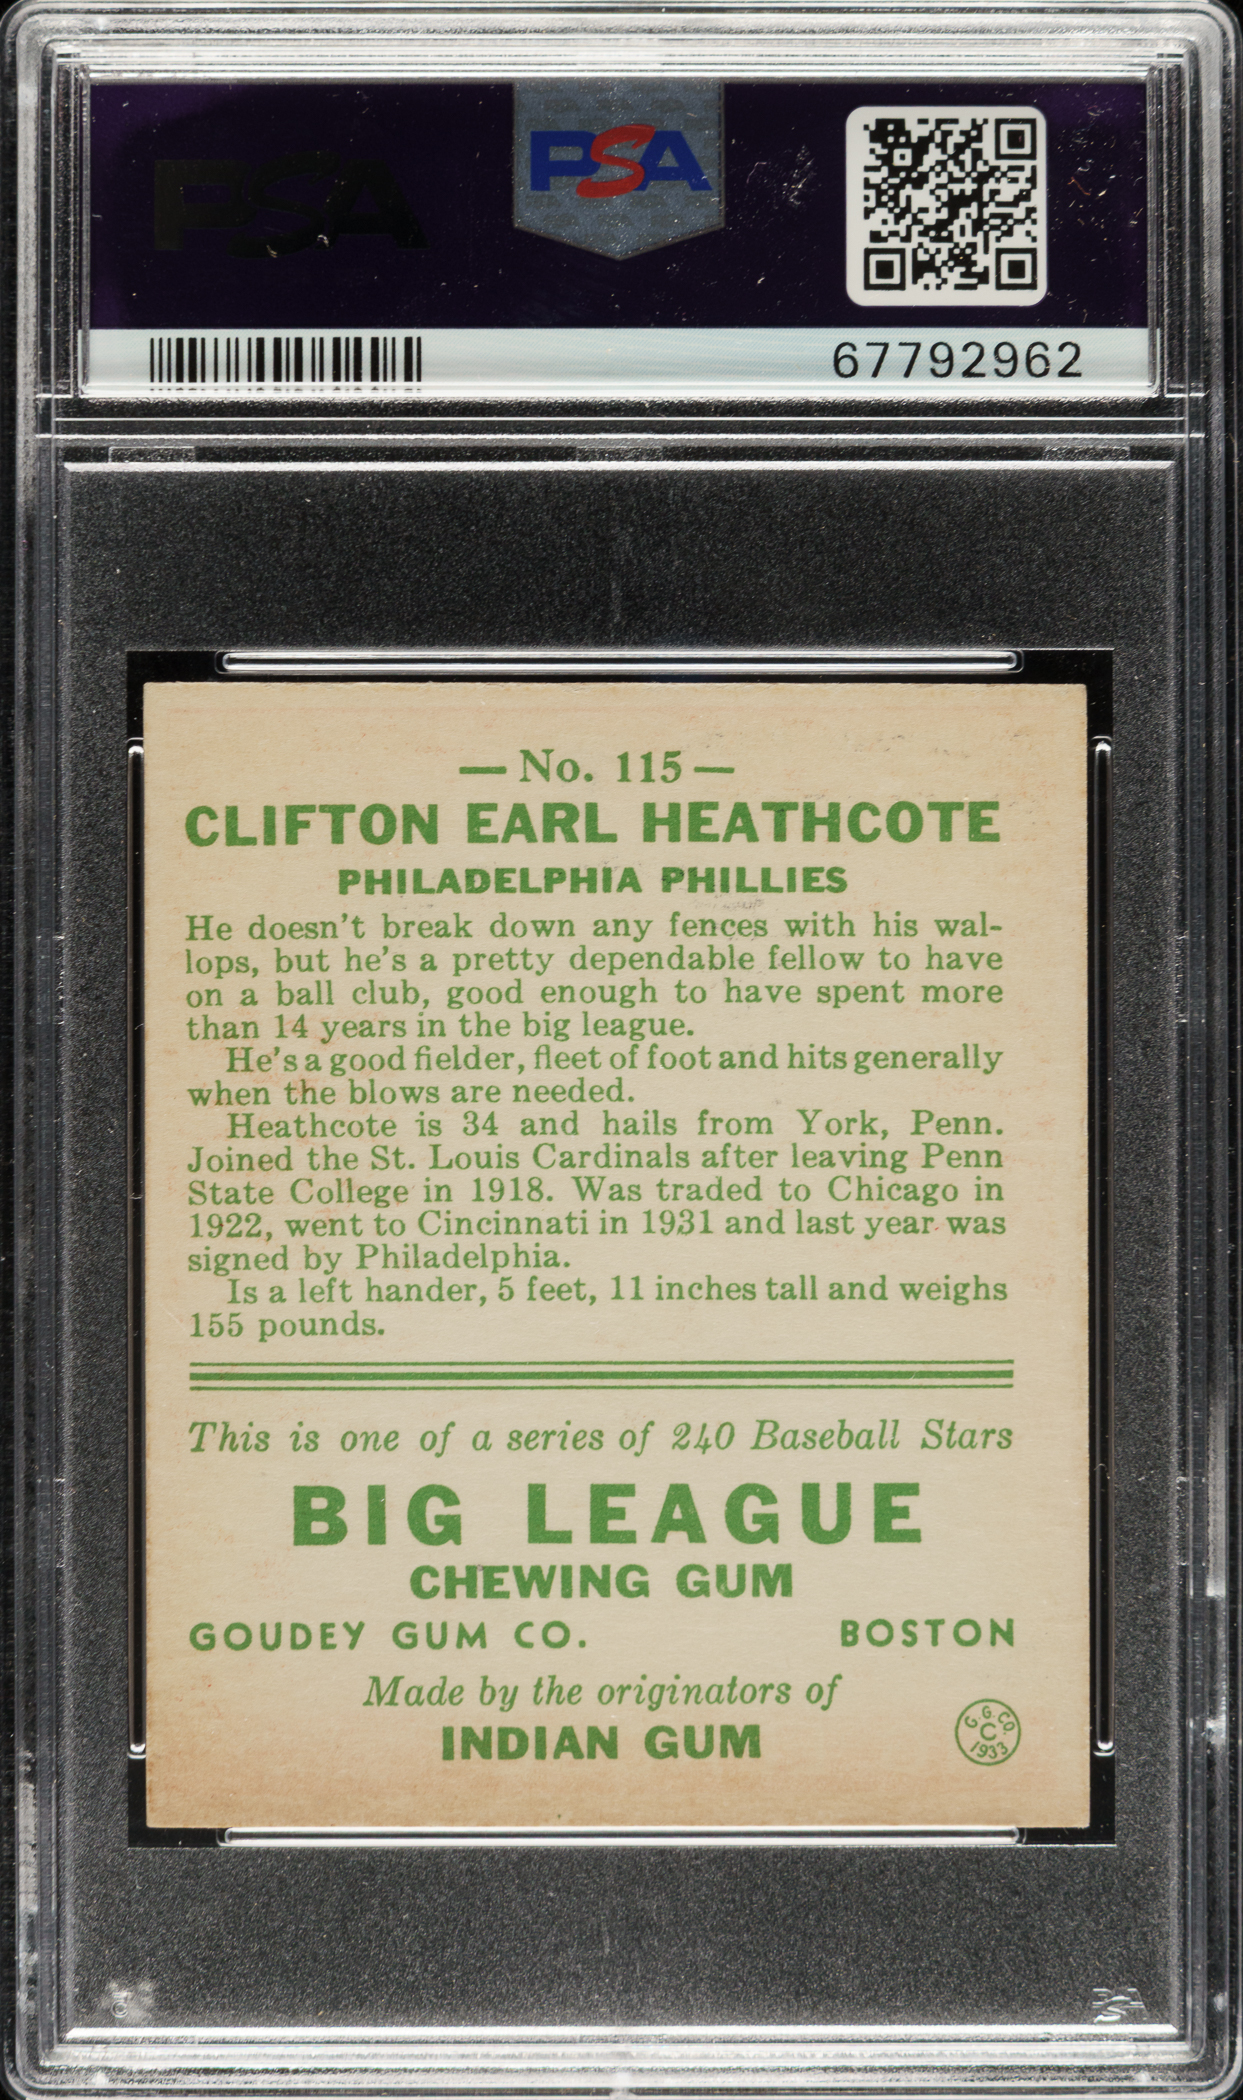 PSA
PSA
67792962
— No. 115 —
CLIFTON EARL HEATHCOTE
PHILADELPHIA PHILLIES
He doesn't break down any fences with his wal-
lops, but he's a pretty dependable fellow to have
on a ball club, good enough to have spent more
than 14 years in the big league.
He's a good fielder, fleet of foot and hits generally
when the blows are needed.
Heathcote is 34 and hails from York, Penn.
Joined the St. Louis Cardinals after leaving Penn
State College in 1918. Was traded to Chicago in
1922, went to Cincinnati in 1931 and last year was
signed by Philadelphia.
Is a left hander, 5 feet, 11 inches tall and weighs
155 pounds.
This is one of a series of 240 Baseball Stars
BIG LEAGUE
CHEWING GUM
GOUDEY GUM CO. BOSTON
Made by the originators of
INDIAN GUM
G. G. CO.
C
1933